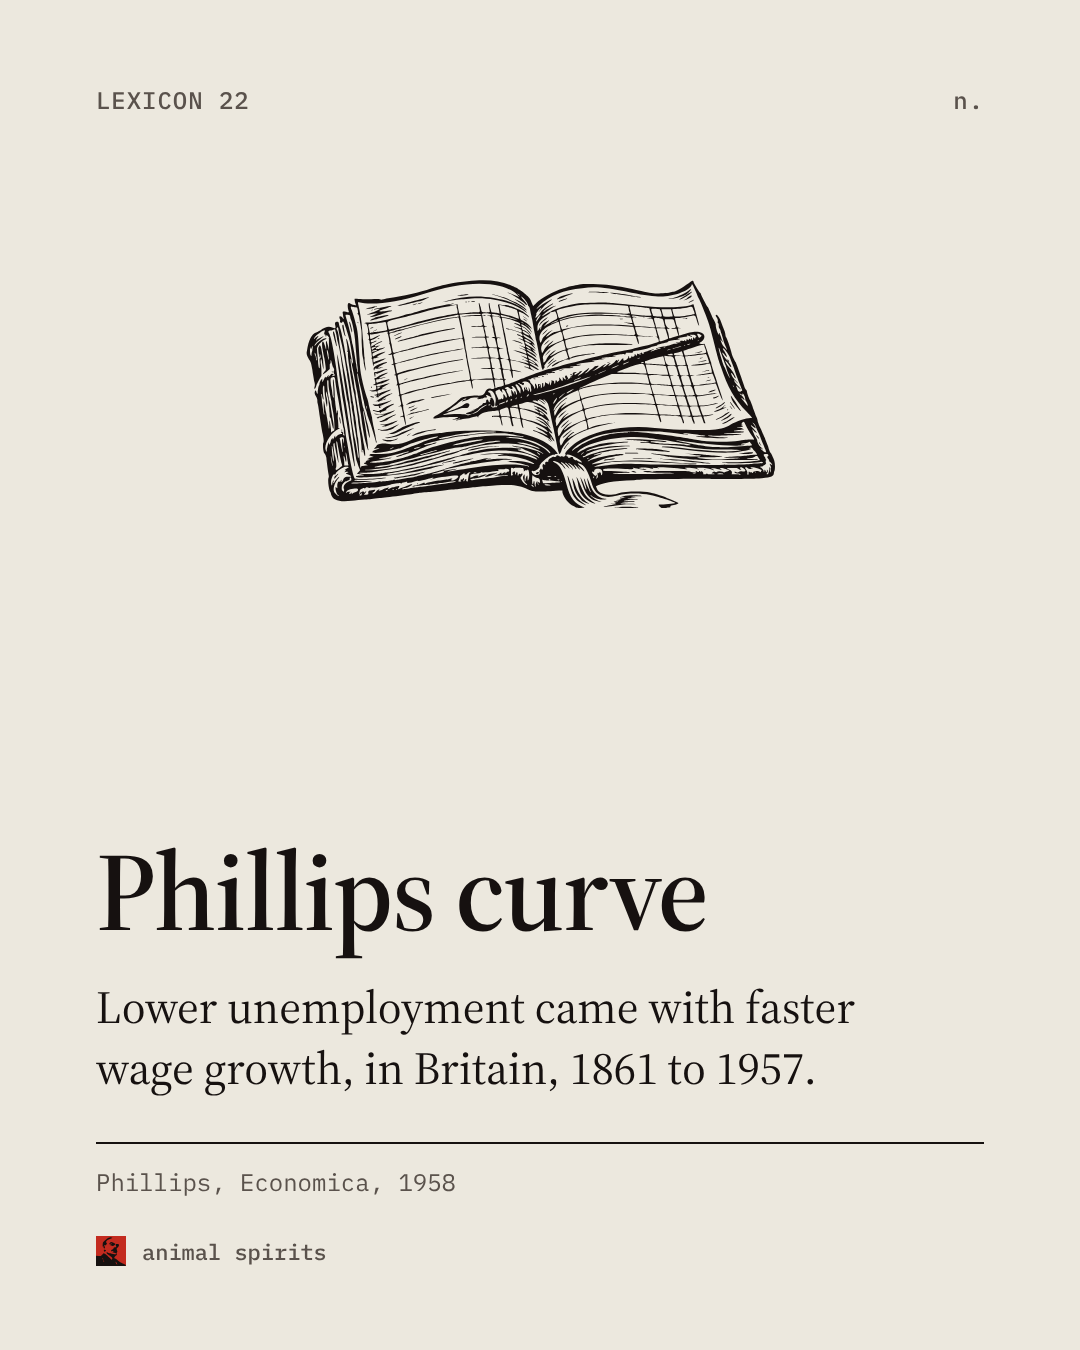 LEXICON 22
n.
Phillips curve
Lower unemployment came with faster
wage growth, in Britain, 1861 to 1957.
Phillips, Economica, 1958
animal spirits